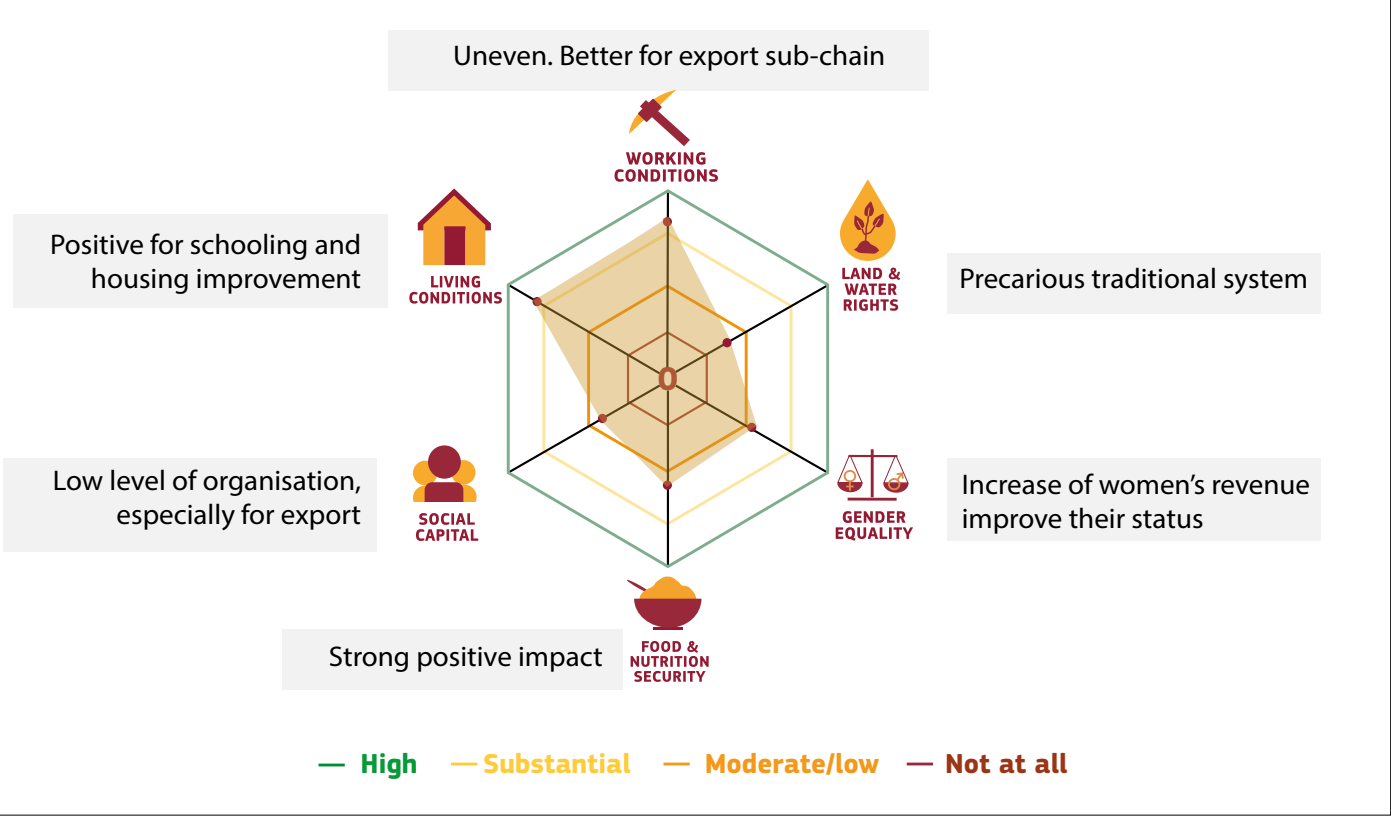 Uneven. Better for export sub-chain
WORKING
CONDITIONS
Positive for schooling and
housing improvement
LIVING
CONDITIONS
LAND &
WATER
RIGHTS
Precarious traditional system
0
Low level of organisation,
especially for export
SOCIAL
CAPITAL
GENDER
EQUALITY
Increase of women’s revenue
improve their status
Strong positive impact
FOOD &
NUTRITION
SECURITY
High
Substantial
Moderate/low
Not at all